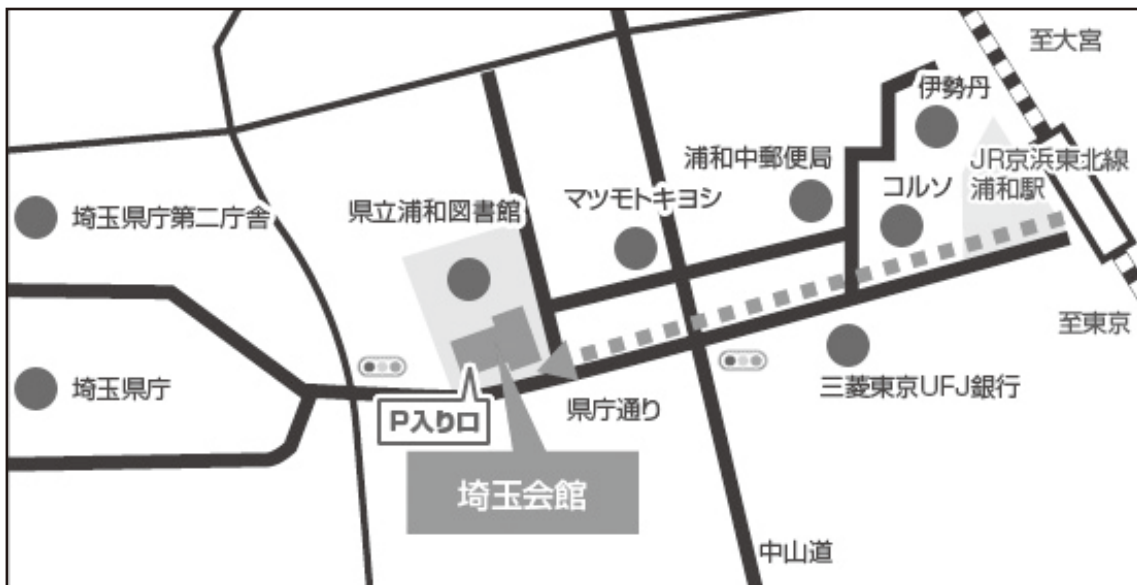 至大宮
伊勢丹
浦和中郵便局
JR京浜東北線
浦和駅
コルソ
マツモトキヨシ
県立浦和図書館
埼玉県庁第二庁舎
至東京
埼玉県庁
三菱東京UFJ銀行
P入り口
県庁通り
埼玉会館
中山道